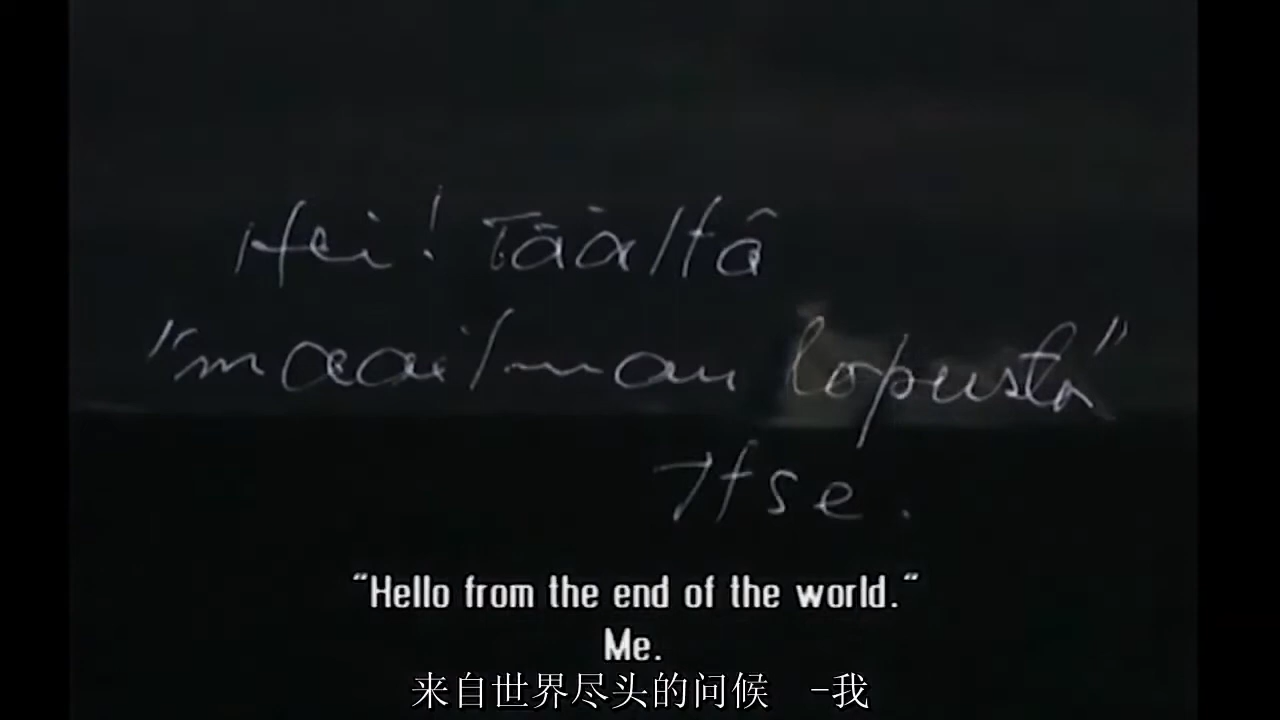 Hei! Täältä
"maailman lopusta"
Itse.
"Hello from the end of the world."
Me.
来自世界尽头的问候 -我